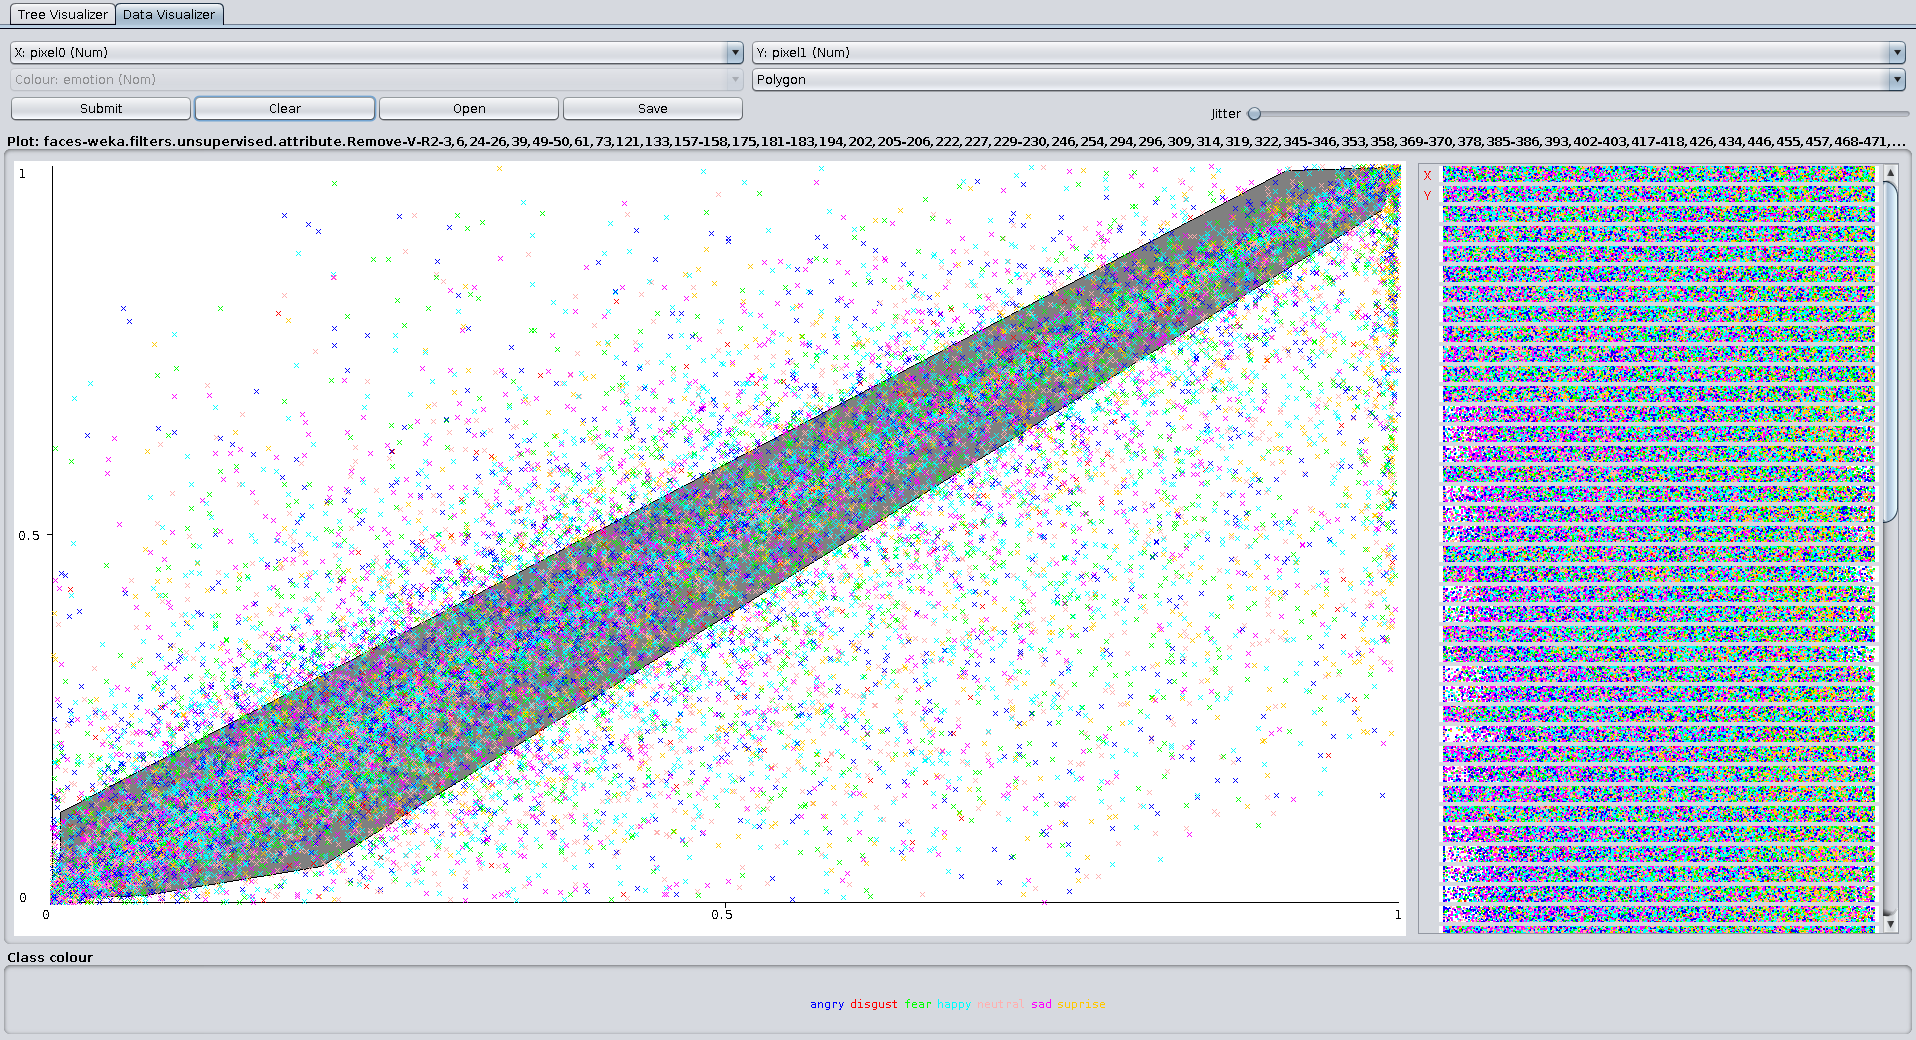 Tree Visualizer Data Visualizer
X: pixel0 (Num) Y: pixel1 (Num)
Colour: emotion (Nom) Polygon
Submit Clear Open Save Jitter
Plot: faces-weka.filters.unsupervised.attribute.Remove-V-R2-3,6,24-26,39,49-50,61,73,121,133,157-158,175,181-183,194,202,205-206,222,227,229-230,246,254,294,296,309,314,319,322,345-346,353,358,369-370,378,385-386,393,402-403,417-418,426,434,446,455,457,468-471,...
1
X
Y
0.5
0
0 0.5 1
Class colour
angry disgust fear happy neutral sad suprise